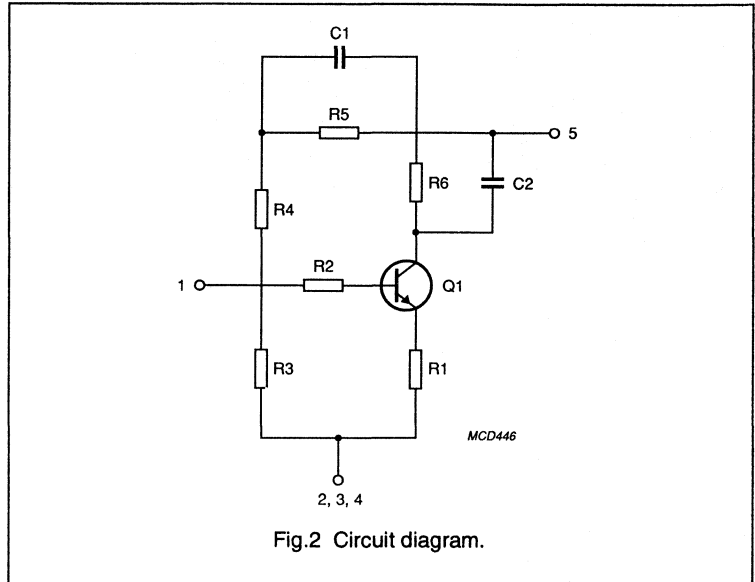 C1
R5
5
R6
C2
R4
R2
1
Q1
R3
R1
MCD446
2, 3, 4
Fig.2 Circuit diagram.